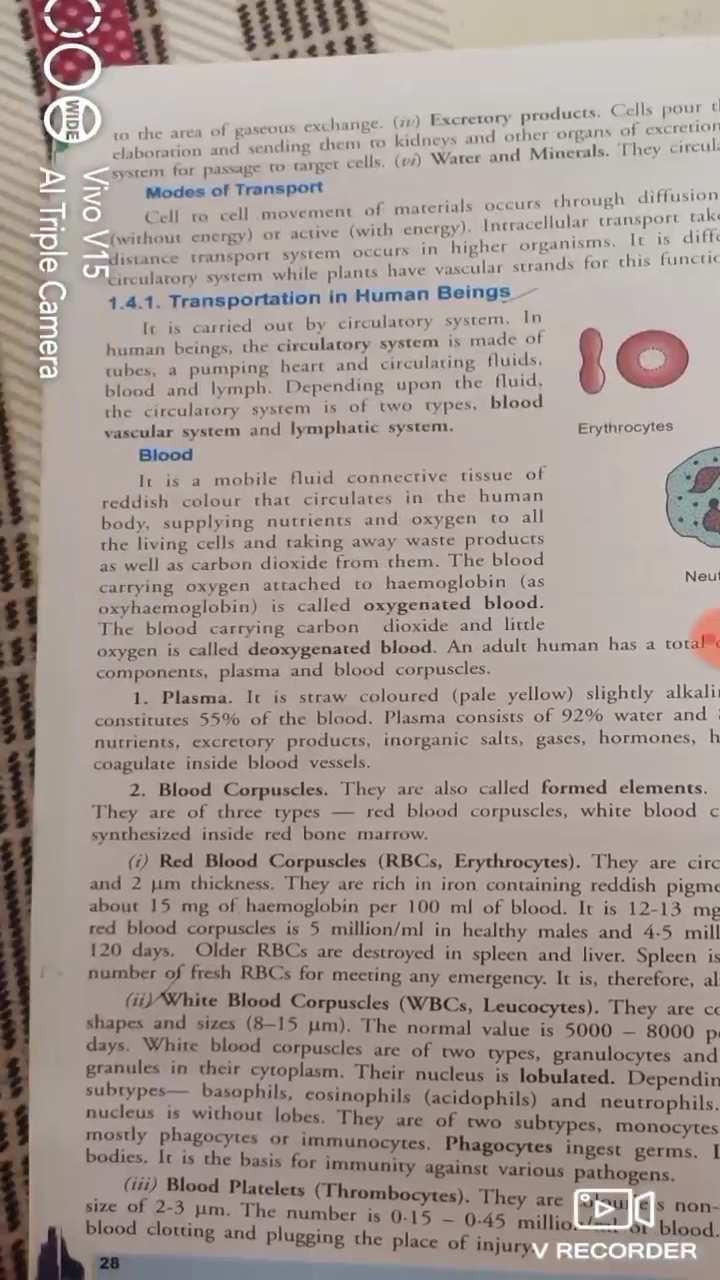 to the area of gaseous exchange. (iv) Excretory products. Cells pour
elaboration and sending them to kidneys and other organs of excretion
system for passage to target cells. (vi) Water and Minerals. They
Modes of Transport
Cell to cell movement of materials occurs through diffusion
(without energy) or active (with energy). Intracellular transport
distance transport system occurs in higher organisms. It is
circulatory system while plants have vascular strands for this
1.4.1. Transportation in Human Beings
It is carried out by circulatory system. In
human beings, the circulatory system is made of
tubes, a pumping heart and circulating fluids,
blood and lymph. Depending upon the fluid,
the circulatory system is of two types, blood
vascular system and lymphatic system.
Erythrocytes
Blood
It is a mobile fluid connective tissue of
reddish colour that circulates in the human
body, supplying nutrients and oxygen to all
the living cells and taking away waste products
as well as carbon dioxide from them. The blood
carrying oxygen attached to haemoglobin (as
oxyhaemoglobin) is called oxygenated blood.
The blood carrying carbon dioxide and little
oxygen is called deoxygenated blood. An adult human has a total
components, plasma and blood corpuscles.
Neut
1. Plasma. It is straw coloured (pale yellow) slightly
constitutes 55% of the blood. Plasma consists of 92% water and
nutrients, excretory products, inorganic salts, gases, hormones,
coagulate inside blood vessels.
2. Blood Corpuscles. They are also called formed elements.
They are of three types — red blood corpuscles, white blood
synthesized inside red bone marrow.
(i) Red Blood Corpuscles (RBCs, Erythrocytes). They are
and 2 μm thickness. They are rich in iron containing reddish
about 15 mg of haemoglobin per 100 ml of blood. It is 12-13 mg
red blood corpuscles is 5 million/ml in healthy males and 4·5
120 days. Older RBCs are destroyed in spleen and liver. Spleen is
number of fresh RBCs for meeting any emergency. It is, therefore,
(ii) White Blood Corpuscles (WBCs, Leucocytes). They are
shapes and sizes (8–15 μm). The normal value is 5000 – 8000
days. White blood corpuscles are of two types, granulocytes and
granules in their cytoplasm. Their nucleus is lobulated.
subtypes— basophils, eosinophils (acidophils) and neutrophils.
nucleus is without lobes. They are of two subtypes, monocytes
mostly phagocytes or immunocytes. Phagocytes ingest germs.
bodies. It is the basis for immunity against various pathogens.
(iii) Blood Platelets (Thrombocytes). They are non-
size of 2-3 μm. The number is 0·15 – 0·45 of blood.
blood clotting and plugging the place of injury
28
WIDE
Vivo V15
AI Triple Camera
V RECORDER